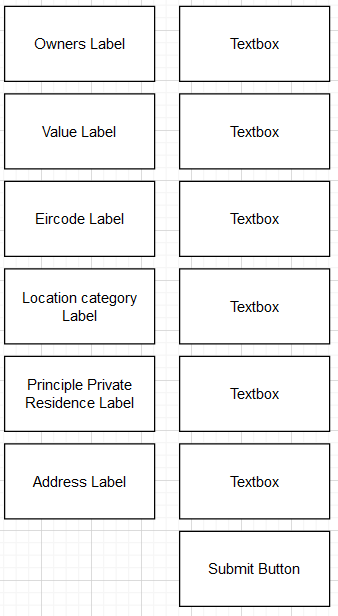 Owners Label
Textbox
Value Label
Textbox
Eircode Label
Textbox
Location category
Label
Textbox
Principle Private
Residence Label
Textbox
Address Label
Textbox
Submit Button